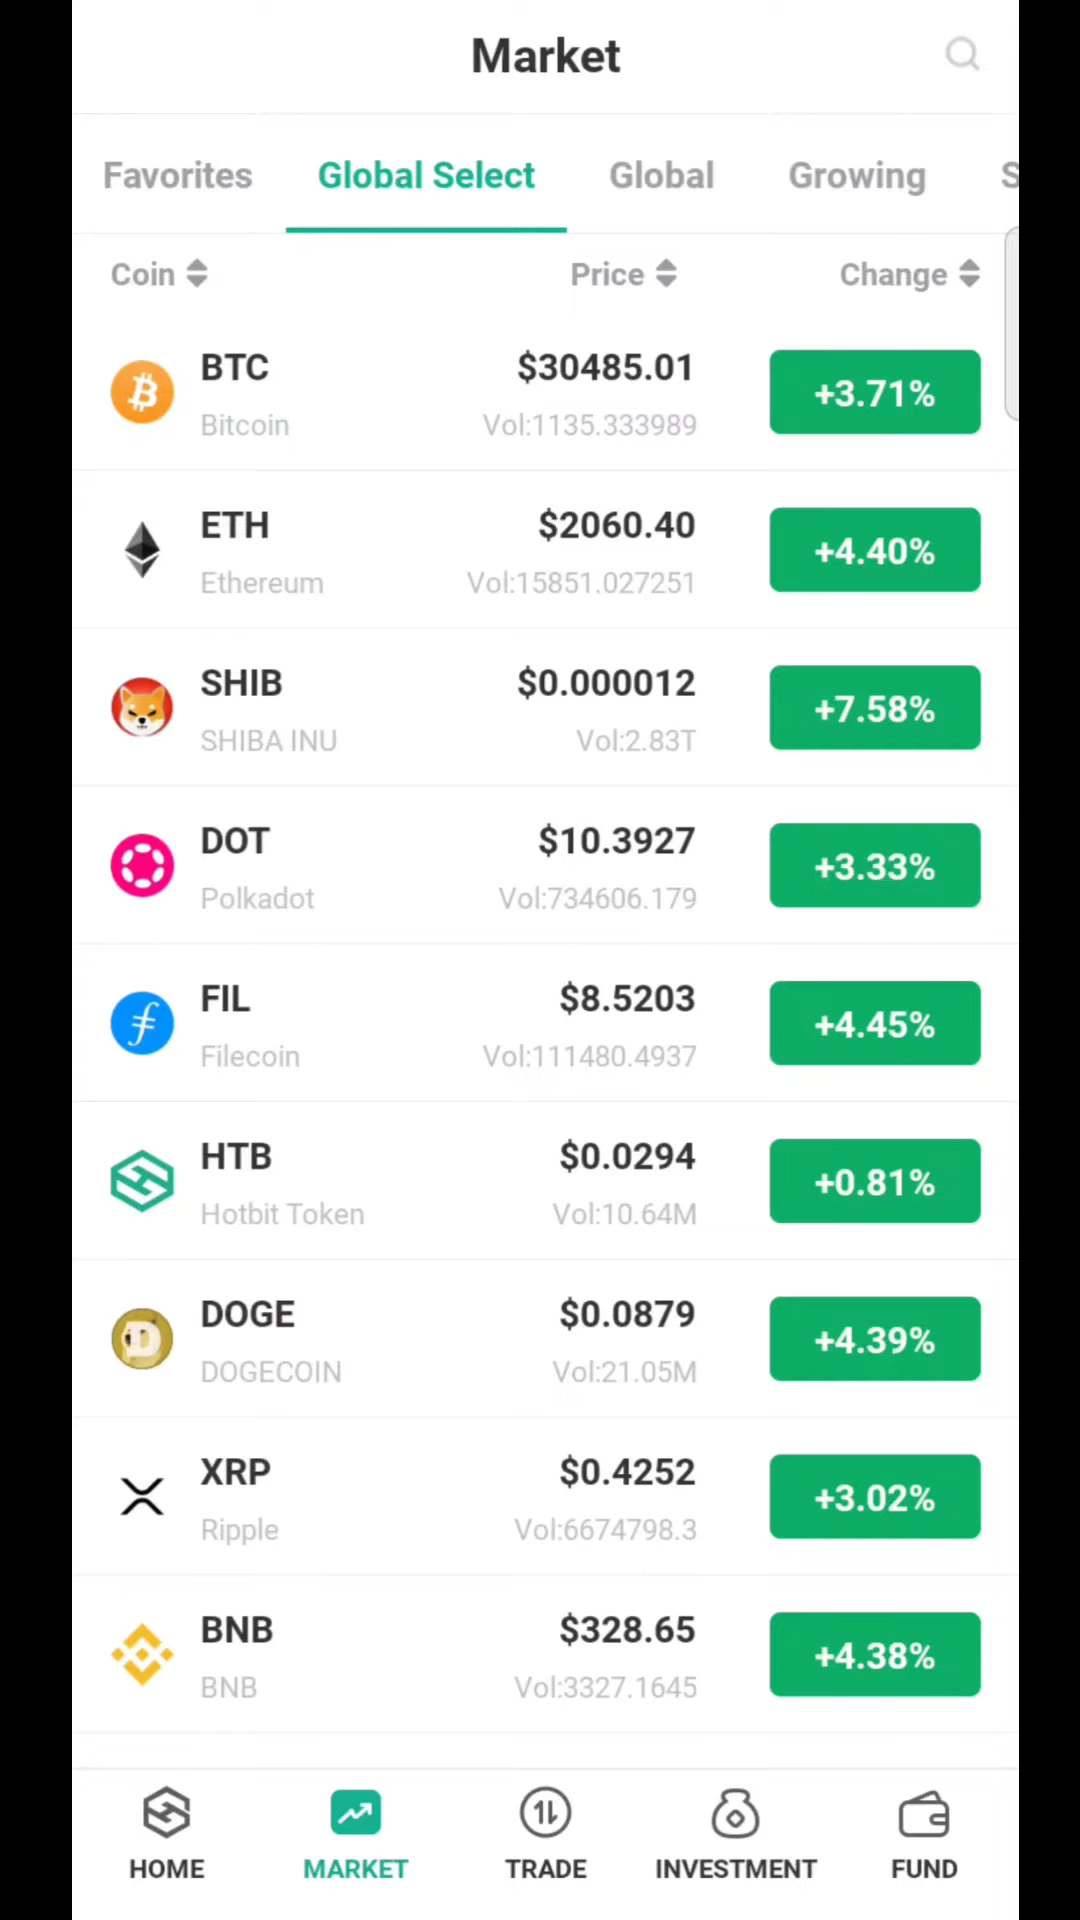 Market
Favorites Global Select Global Growing S
Coin Price Change
BTC $30485.01 +3.71%
Bitcoin Vol:1135.333989
ETH $2060.40 +4.40%
Ethereum Vol:15851.027251
SHIB $0.000012 +7.58%
SHIBA INU Vol:2.83T
DOT $10.3927 +3.33%
Polkadot Vol:734606.179
FIL $8.5203 +4.45%
Filecoin Vol:111480.4937
HTB $0.0294 +0.81%
Hotbit Token Vol:10.64M
DOGE $0.0879 +4.39%
DOGECOIN Vol:21.05M
XRP $0.4252 +3.02%
Ripple Vol:6674798.3
BNB $328.65 +4.38%
BNB Vol:3327.1645
HOME MARKET TRADE INVESTMENT FUND